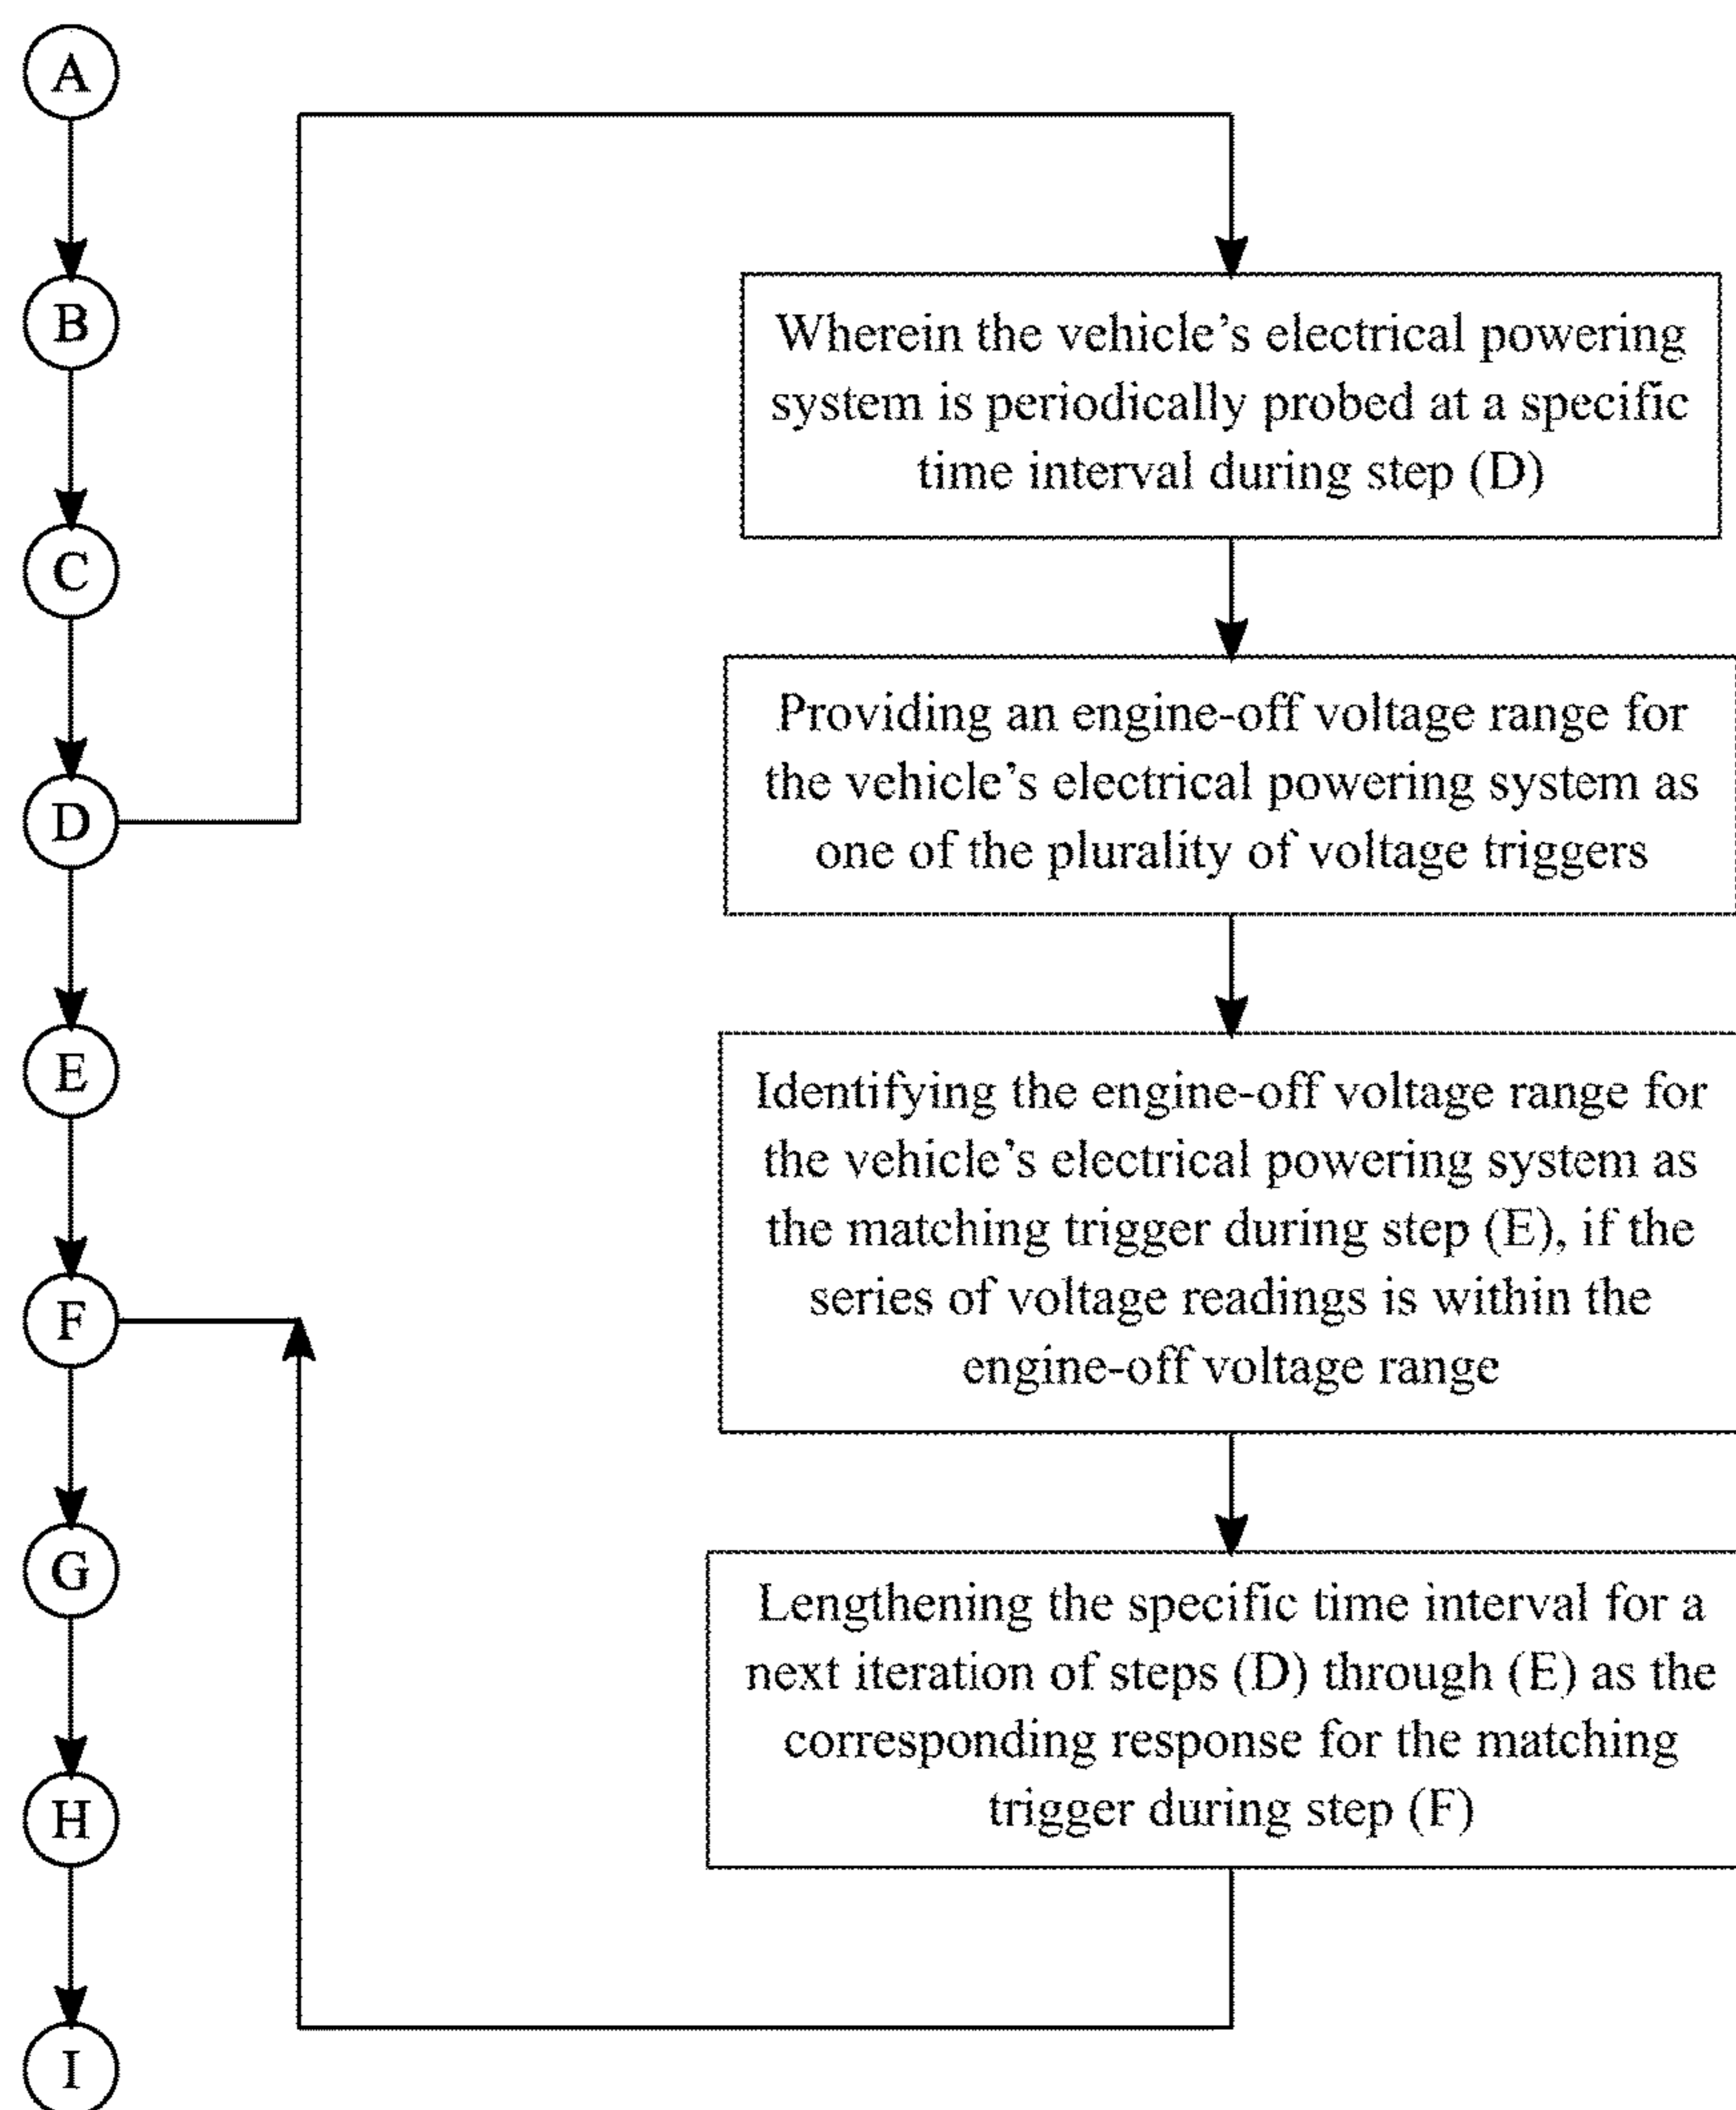 A
B
C
D
E
F
G
H
I
Wherein the vehicle’s electrical powering
system is periodically probed at a specific
time interval during step (D)
Providing an engine-off voltage range for
the vehicle’s electrical powering system as
one of the plurality of voltage triggers
Identifying the engine-off voltage range for
the vehicle’s electrical powering system as
the matching trigger during step (E), if the
series of voltage readings is within the
engine-off voltage range
Lengthening the specific time interval for a
next iteration of steps (D) through (E) as the
corresponding response for the matching
trigger during step (F)